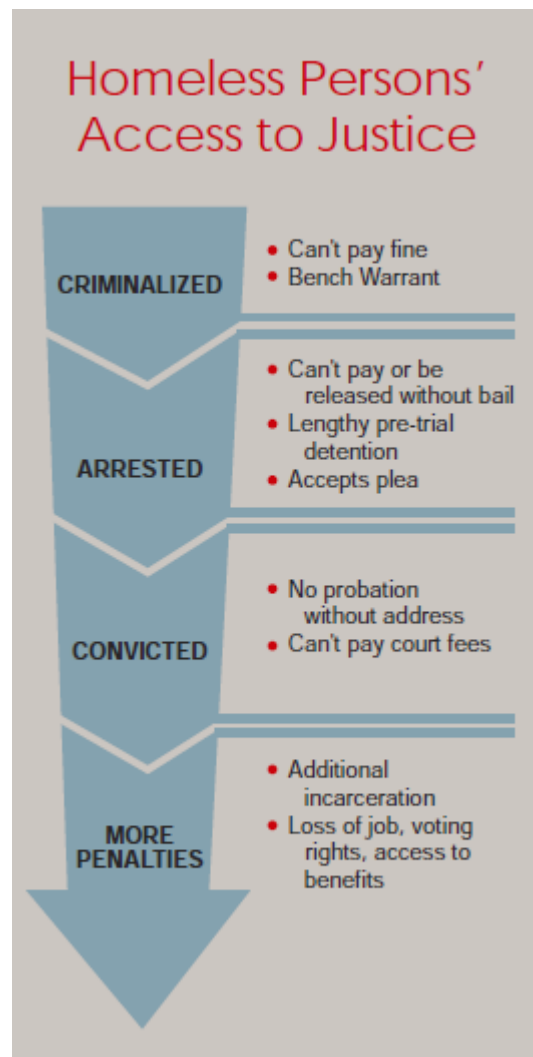 Homeless Persons'
Access to Justice
CRIMINALIZED
• Can't pay fine
• Bench Warrant
ARRESTED
• Can't pay or be
released without bail
• Lengthy pre-trial
detention
• Accepts plea
CONVICTED
• No probation
without address
• Can't pay court fees
MORE
PENALTIES
• Additional
incarceration
• Loss of job, voting
rights, access to
benefits